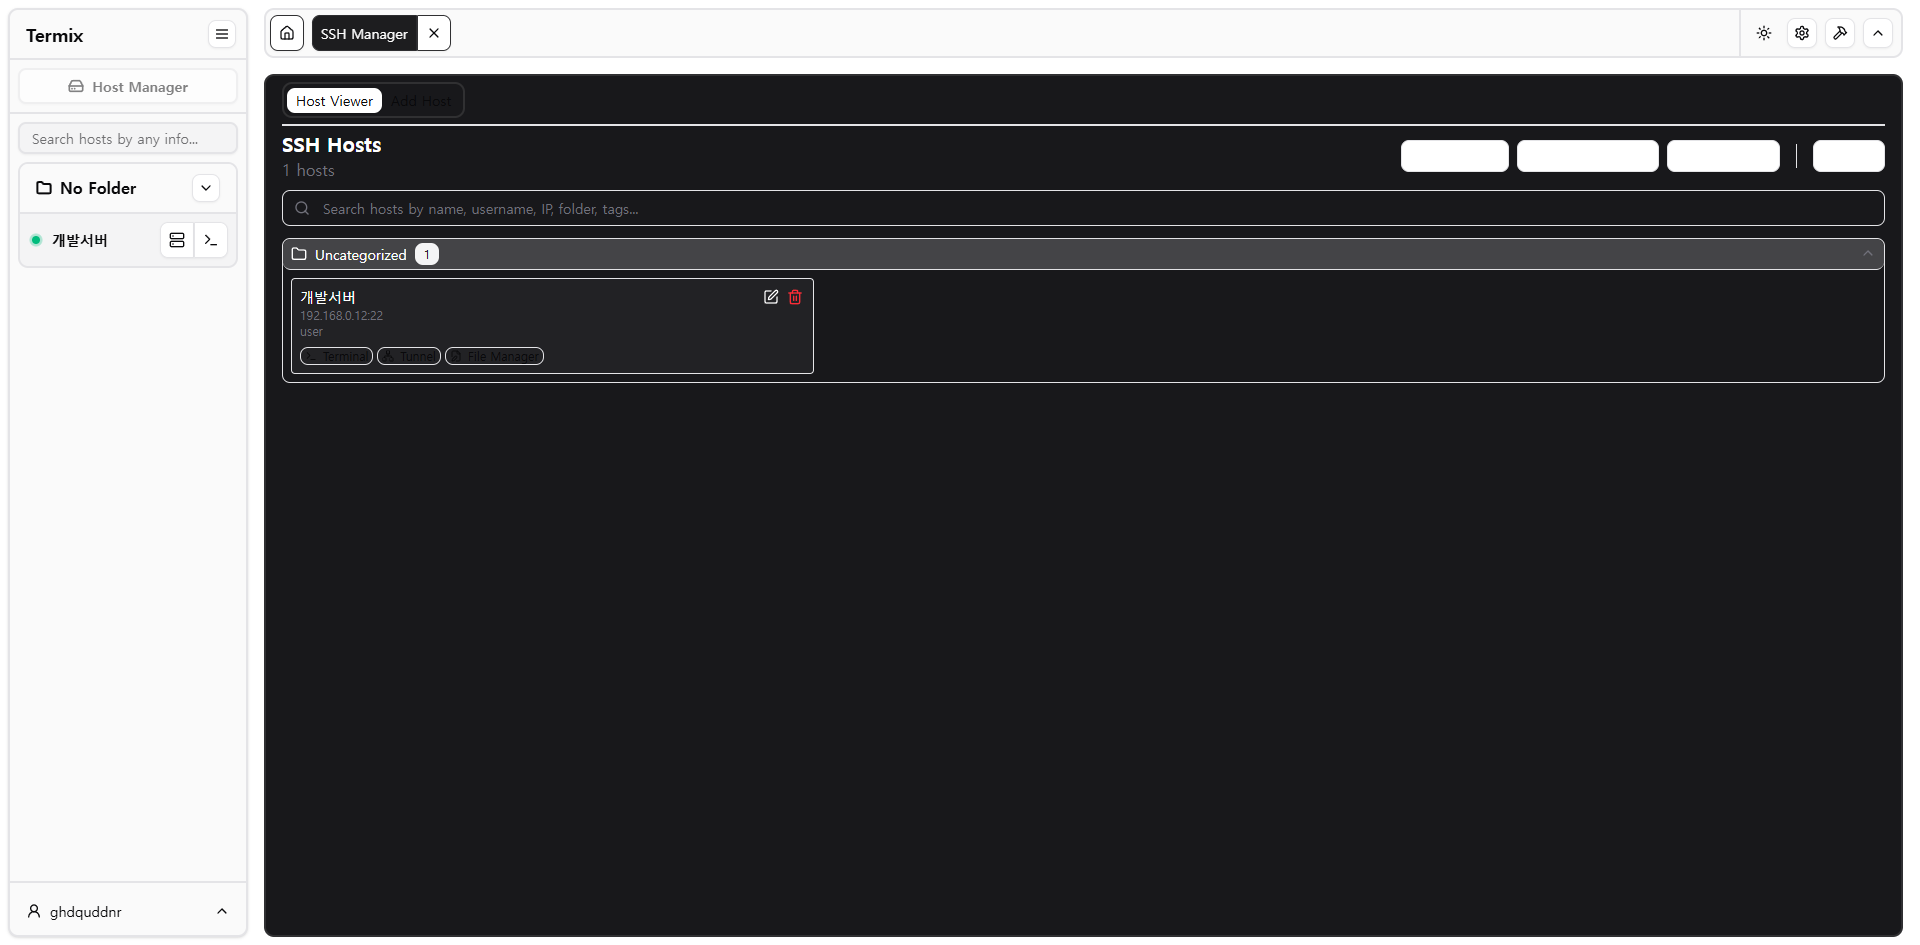 Termix
Host Manager
Search hosts by any info...
No Folder
개발서버
ghdquddnr
SSH Manager
Host Viewer
Add Host
SSH Hosts
1 hosts
Search hosts by name, username, IP, folder, tags...
Uncategorized 1
개발서버
192.168.0.12:22
user
Terminal Tunnel File Manager